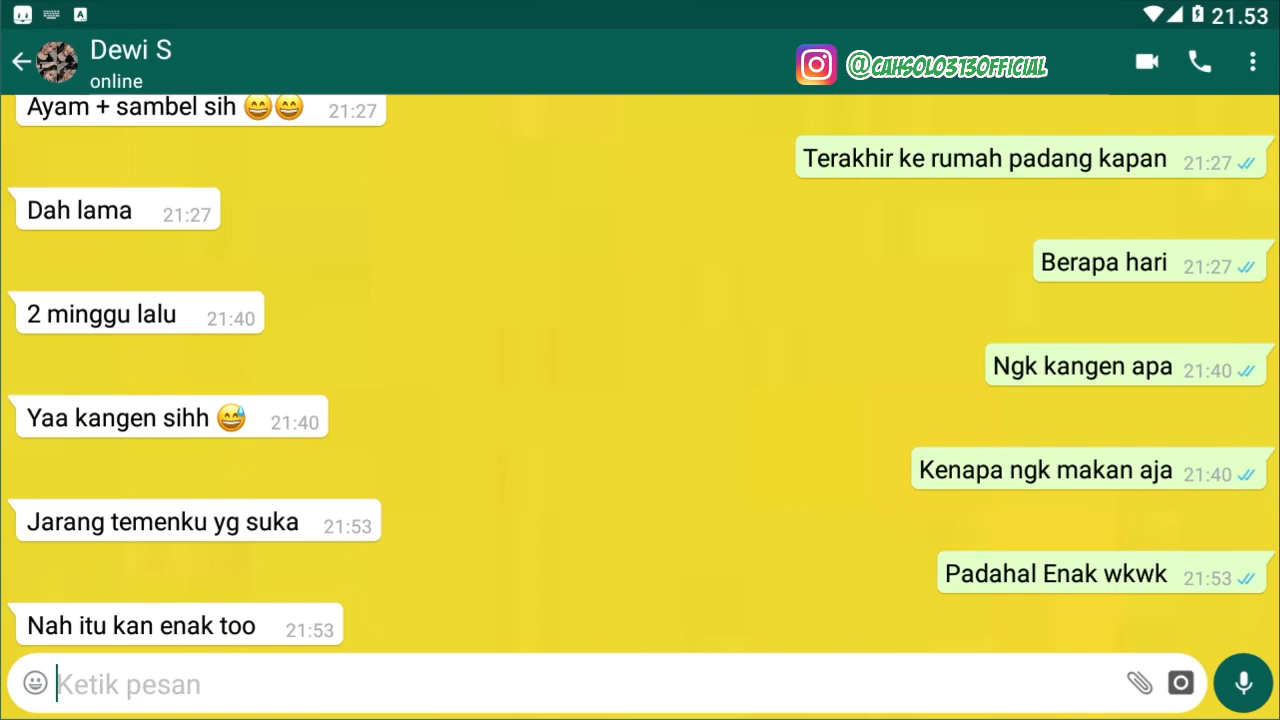 A
21.53
Dewi S
online
@CAHSOLO313OFFICIAL
Ayam + sambel sih 😄😄 21:27
Terakhir ke rumah padang kapan 21:27
Dah lama 21:27
Berapa hari 21:27
2 minggu lalu 21:40
Ngk kangen apa 21:40
Yaa kangen sihh 😅 21:40
Kenapa ngk makan aja 21:40
Jarang temenku yg suka 21:53
Padahal Enak wkwk 21:53
Nah itu kan enak too 21:53
Ketik pesan